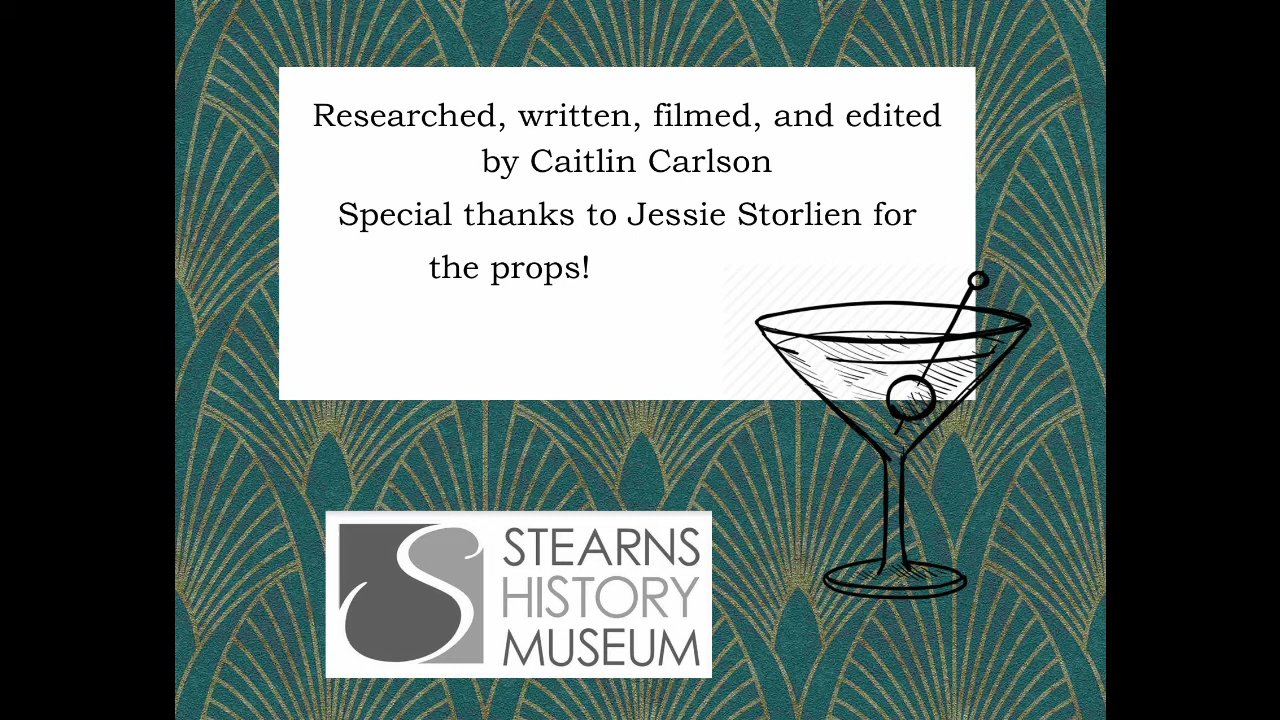 Researched, written, filmed, and edited
by Caitlin Carlson
Special thanks to Jessie Storlien for
the props!
STEARNS
HISTORY
MUSEUM